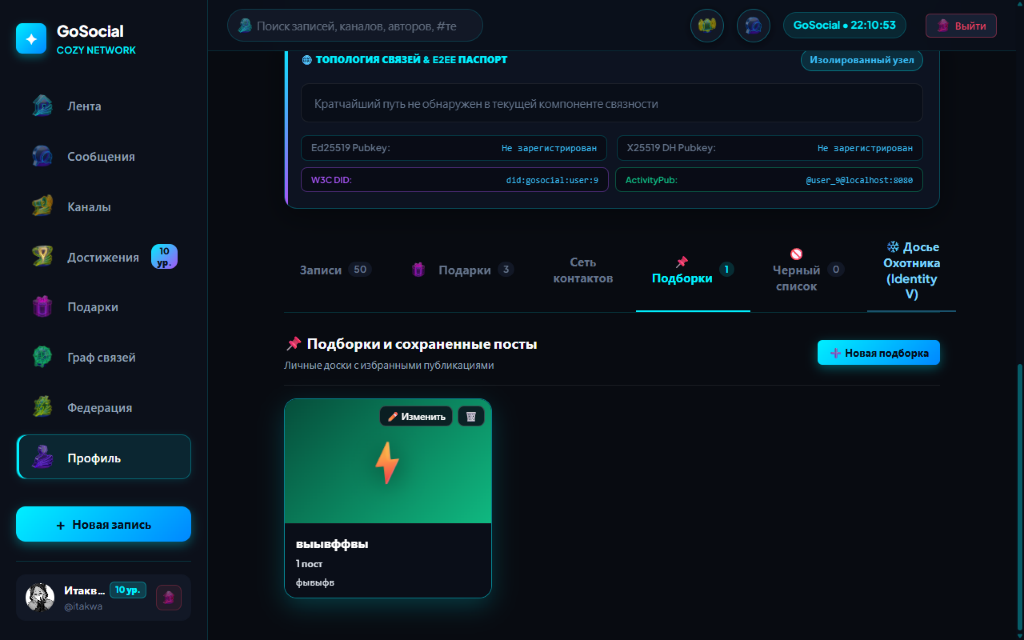 GoSocial
COZY NETWORK
Лента
Сообщения
Каналы
Достижения
10 ур.
Подарки
Граф связей
Федерация
Профиль
+ Новая запись
Итакв... 10 ур.
@itakwa
Поиск записей, каналов, авторов, #те
GoSocial • 22:10:53
Выйти
ТОПОЛОГИЯ СВЯЗЕЙ & E2EE ПАСПОРТ
Изолированный узел
Кратчайший путь не обнаружен в текущей компоненте связности
Ed25519 Pubkey: Не зарегистрирован
X25519 DH Pubkey: Не зарегистрирован
W3C DID: did:gosocial:user:9
ActivityPub: @user_9@localhost:8080
Записи 50
Подарки 3
Сеть
контактов
Подборки 1
Черный 0
список
Досье
Охотника
(Identity
V)
Подборки и сохраненные посты
Личные доски с избранными публикациями
+ Новая подборка
Изменить
выывффвы
1 пост
фывыфв